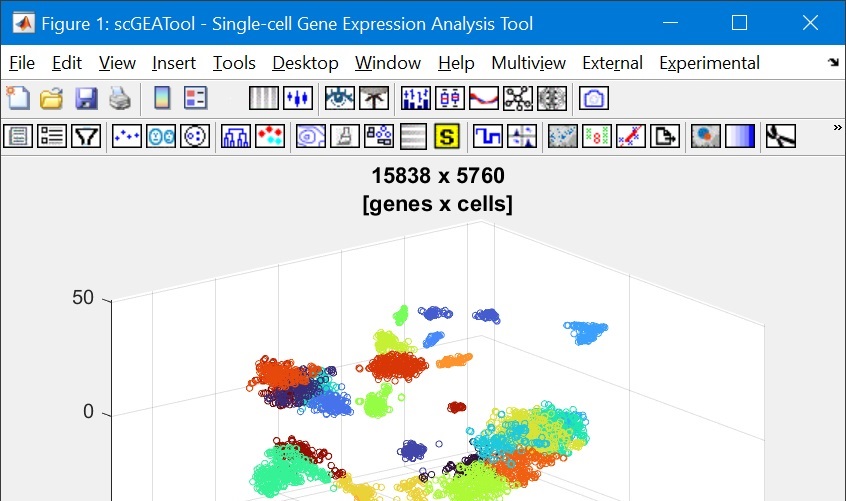 Figure 1: scGEATool - Single-cell Gene Expression Analysis Tool
File Edit View Insert Tools Desktop Window Help Multiview External Experimental
S
15838 x 5760
[genes x cells]
50
0